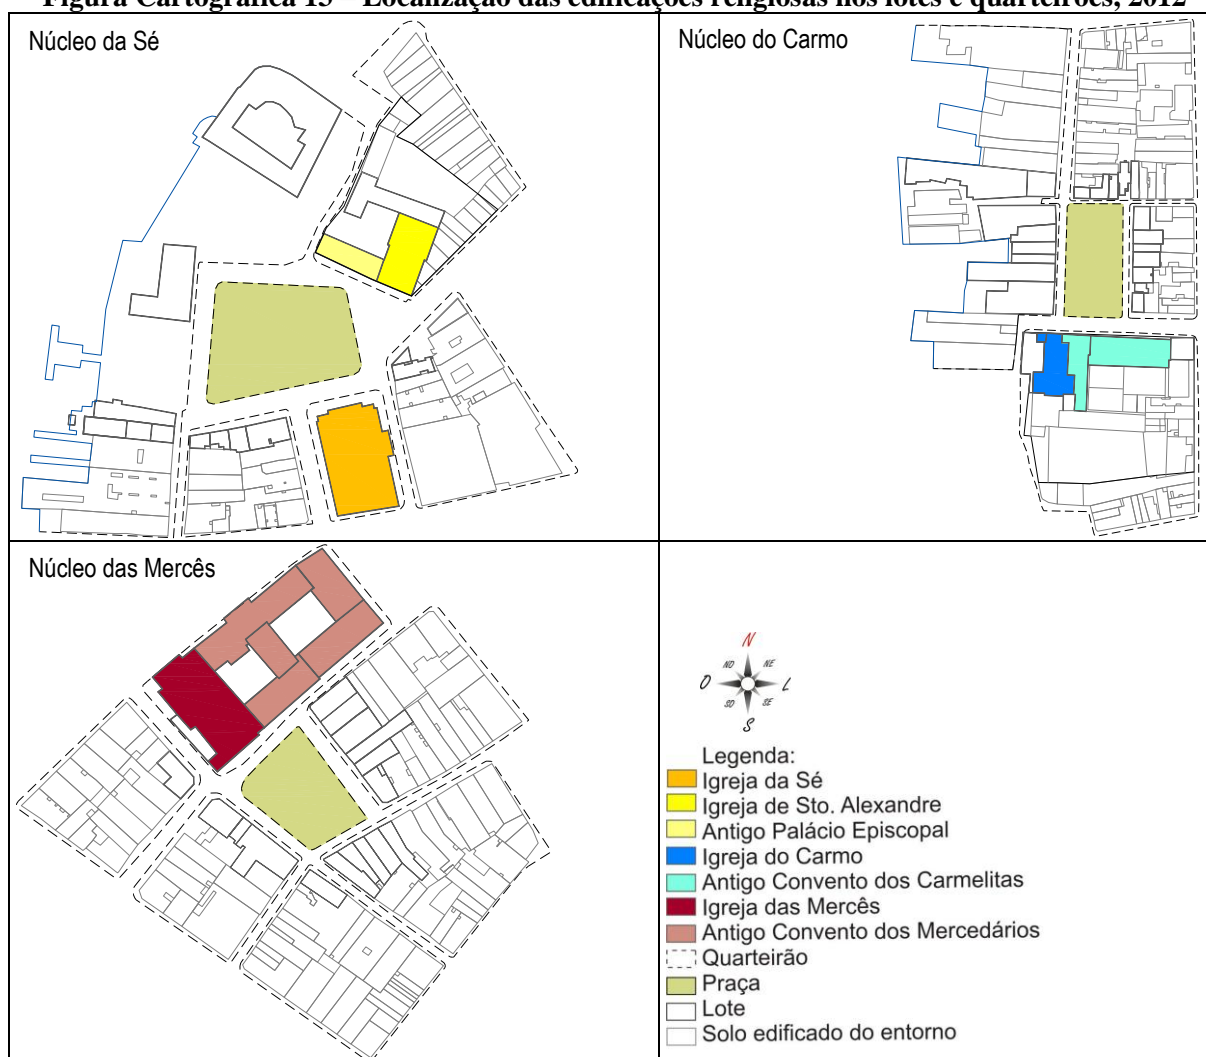 Figura Cartográfica 13 – Localização das edificações religiosas nos lotes e quarteirões, 2012
Núcleo da Sé
Núcleo do Carmo
Núcleo das Mercês
N
NO NE
O L
SO SE
S
Legenda:
Igreja da Sé
Igreja de Sto. Alexandre
Antigo Palácio Episcopal
Igreja do Carmo
Antigo Convento dos Carmelitas
Igreja das Mercês
Antigo Convento dos Mercedários
Quarteirão
Praça
Lote
Solo edificado do entorno